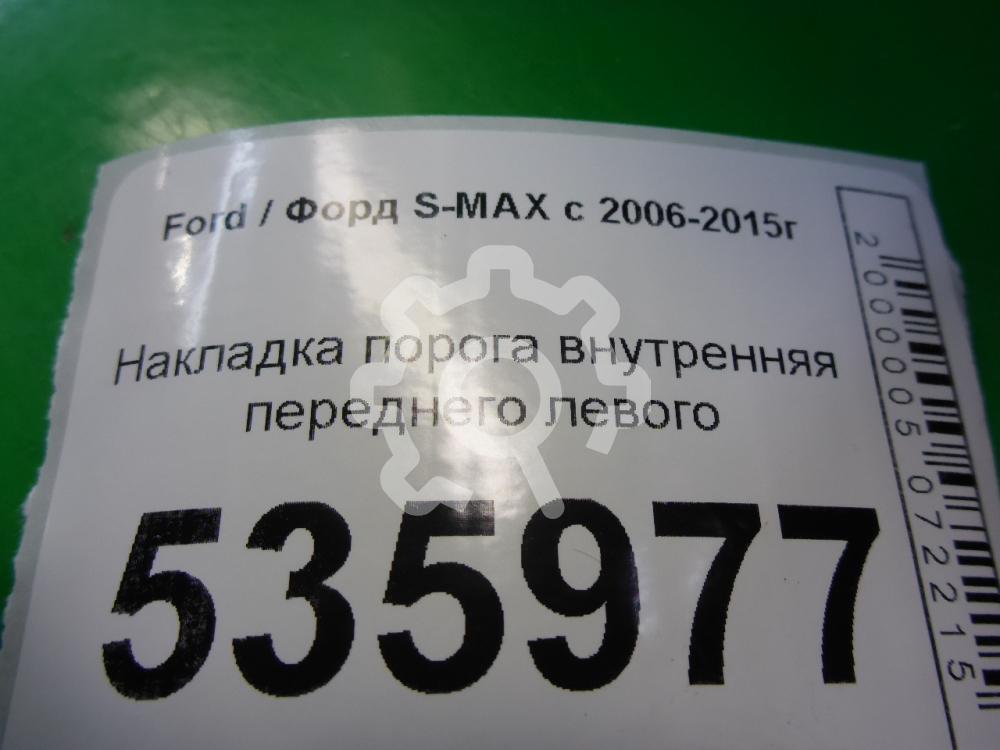 Ford / Форд S-MAX с 2006-2015г
Накладка порога внутренняя
переднего левого
535977
2000005072215